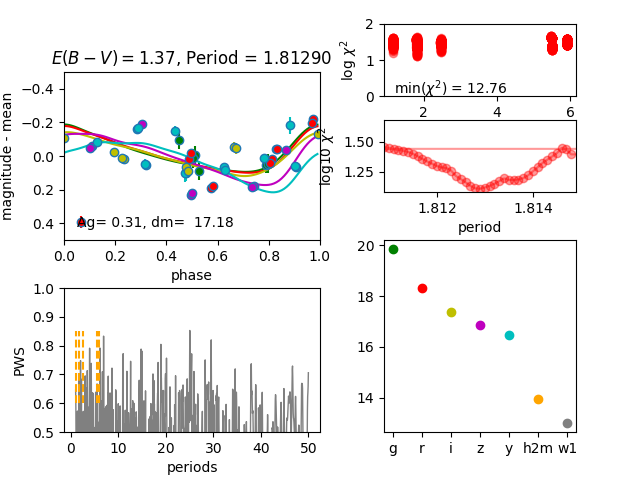 E(B − V) = 1.37, Period = 1.81290
magnitude - mean
−0.4
−0.2
0.0
0.2
0.4
g= 0.31, dm=  17.18
0.0 0.2 0.4 0.6 0.8 1.0
phase
log χ²
2
1
0
min(χ²) = 12.76
2 4 6
log10 χ²
1.50
1.25
1.812 1.814
period
PWS
1.0
0.9
0.8
0.7
0.6
0.5
0 10 20 30 40 50
periods
20
18
16
14
g r i z y h2m w1